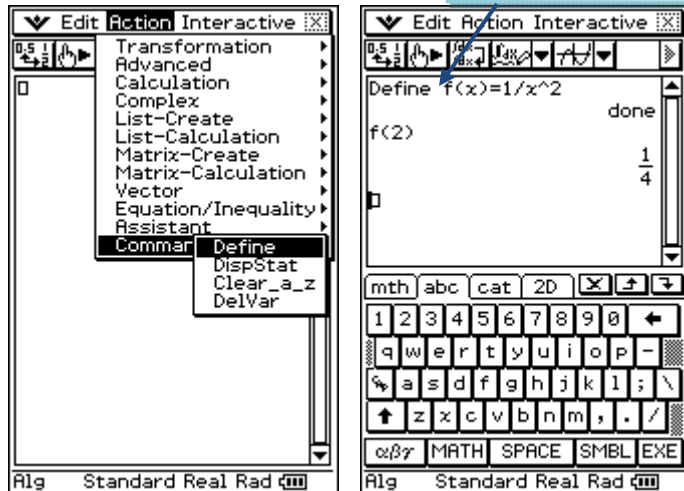 Edit Action Interactive
Transformation
Advanced
Calculation
Complex
List-Create
List-Calculation
Matrix-Create
Matrix-Calculation
Vector
Equation/Inequality
Assistant
Comman
Define
DispStat
Clear_a_z
DelVar
Alg Standard Real Rad
Edit Action Interactive
Define f(x)=1/x^2
done
f(2)
1
4
mth abc cat 2D
1 2 3 4 5 6 7 8 9 0
q w e r t y u i o p -
a s d f g h j k l ; \
z x c v b n m , . /
αβγ MATH SPACE SMBL EXE
Alg Standard Real Rad